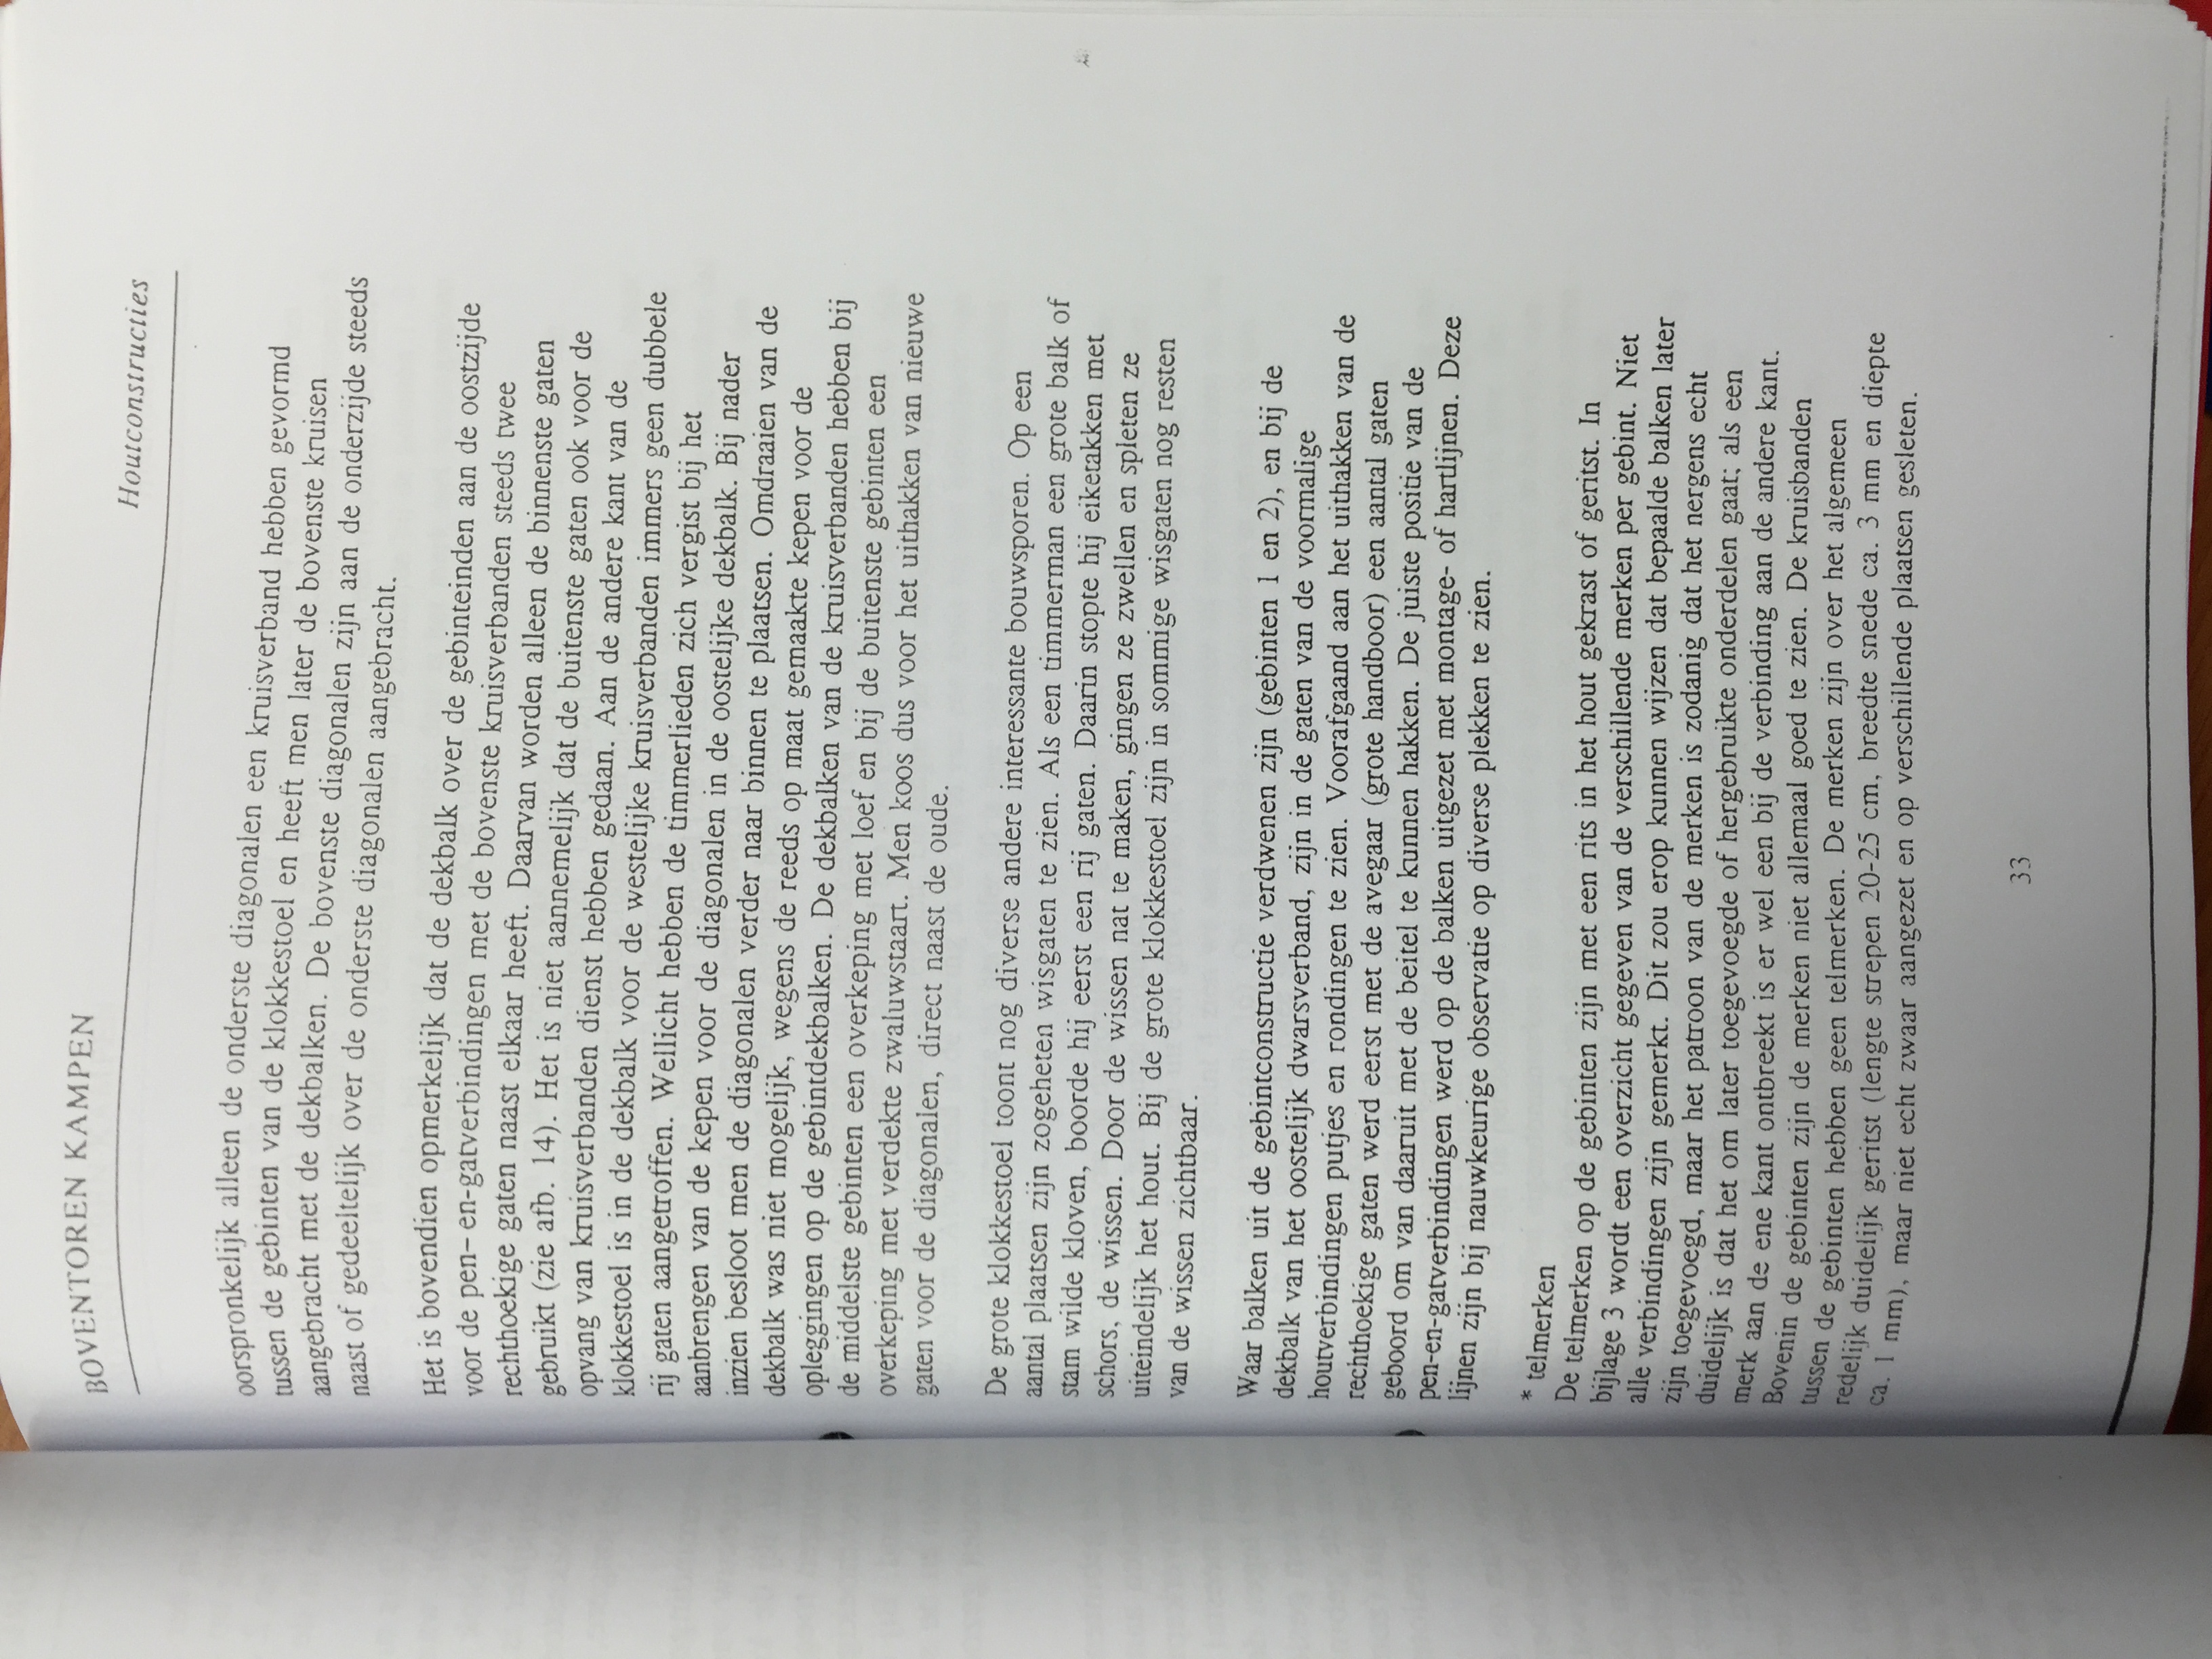 BOVENTOREN KAMPEN
Houtconstructies
oorspronkelijk alleen de onderste diagonalen een kruisverband hebben gevormd
tussen de gebinten van de klokkestoel en heeft men later de bovenste kruisen
aangebracht met de dekbalken. De bovenste diagonalen zijn aan de onderzijde steeds
naast of gedeeltelijk over de onderste diagonalen aangebracht.
Het is bovendien opmerkelijk dat de dekbalk over de gebinteinden aan de oostzijde
voor de pen- en-gatverbindingen met de bovenste kruisverbanden steeds twee
rechthoekige gaten naast elkaar heeft. Daarvan worden alleen de binnenste gaten
gebruikt (zie afb. 14). Het is niet aannemelijk dat de buitenste gaten ook voor de
opvang van kruisverbanden dienst hebben gedaan. Aan de andere kant van de
klokkestoel is in de dekbalk voor de westelijke kruisverbanden immers geen dubbele
rij gaten aangetroffen. Wellicht hebben de timmerlieden zich vergist bij het
aanbrengen van de kepen voor de diagonalen in de oostelijke dekbalk. Bij nader
inzien besloot men de diagonalen verder naar binnen te plaatsen. Omdraaien van de
dekbalk was niet mogelijk, wegens de reeds op maat gemaakte kepen voor de
opleggingen op de gebintdekbalken. De dekbalken van de kruisverbanden hebben bij
de middelste gebinten een overkeping met loef en bij de buitenste gebinten een
overkeping met verdekte zwaluwstaart. Men koos dus voor het uithakken van nieuwe
gaten voor de diagonalen, direct naast de oude.
De grote klokkestoel toont nog diverse andere interessante bouwsporen. Op een
aantal plaatsen zijn zogeheten wisgaten te zien. Als een timmerman een grote balk of
stam wilde kloven, boorde hij eerst een rij gaten. Daarin stopte hij eiketakken met
schors, de wissen. Door de wissen nat te maken, gingen ze zwellen en spleten ze
uiteindelijk het hout. Bij de grote klokkestoel zijn in sommige wisgaten nog resten
van de wissen zichtbaar.
Waar balken uit de gebintconstructie verdwenen zijn (gebinten 1 en 2), en bij de
dekbalk van het oostelijk dwarsverband, zijn in de gaten van de voormalige
houtverbindingen putjes en rondingen te zien. Voorafgaand aan het uithakken van de
rechthoekige gaten werd eerst met de avegaar (grote handboor) een aantal gaten
geboord om van daaruit met de beitel te kunnen hakken. De juiste positie van de
pen-en-gatverbindingen werd op de balken uitgezet met montage- of hartlijnen. Deze
lijnen zijn bij nauwkeurige observatie op diverse plekken te zien.
* telmerken
De telmerken op de gebinten zijn met een rits in het hout gekrast of geritst. In
bijlage 3 wordt een overzicht gegeven van de verschillende merken per gebint. Niet
alle verbindingen zijn gemerkt. Dit zou erop kunnen wijzen dat bepaalde balken later
zijn toegevoegd, maar het patroon van de merken is zodanig dat het nergens echt
duidelijk is dat het om later toegevoegde of hergebruikte onderdelen gaat; als een
merk aan de ene kant ontbreekt is er wel een bij de verbinding aan de andere kant.
Bovenin de gebinten zijn de merken niet allemaal goed te zien. De kruisbanden
tussen de gebinten hebben geen telmerken. De merken zijn over het algemeen
redelijk duidelijk geritst (lengte strepen 20-25 cm, breedte snede ca. 3 mm en diepte
ca. 1 mm), maar niet echt zwaar aangezet en op verschillende plaatsen gesleten.
33